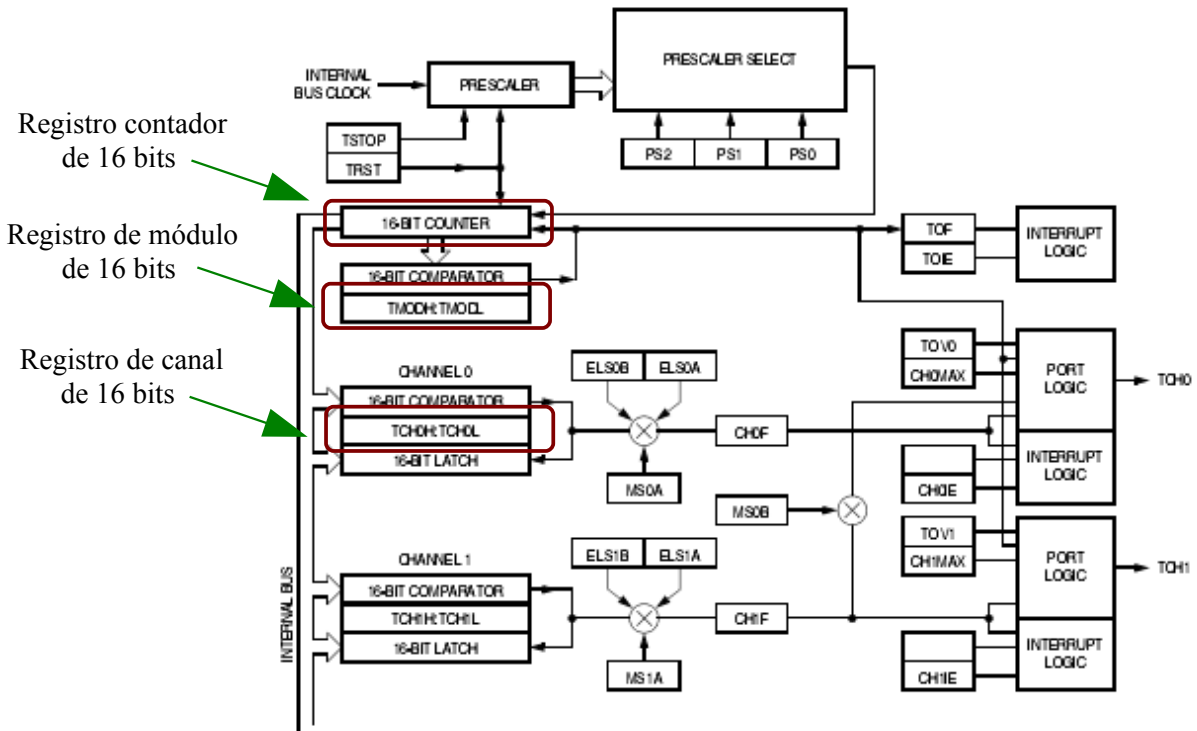 PRESCALER SELECT
INTERNAL
BUS CLOCK
PRESCALER
Registro contador
de 16 bits
TSTOP
TRST
PS2
PS1
PS0
16-BIT COUNTER
Registro de módulo
de 16 bits
16-BIT COMPARATOR
TMODH:TMODL
TOF
TOIE
INTERRUPT
LOGIC
Registro de canal
de 16 bits
CHANNEL 0
16-BIT COMPARATOR
TCH0H:TCH0L
16-BIT LATCH
ELS0B
ELS0A
MS0A
CH0F
TOV0
CH0MAX
PORT
LOGIC
TCH0
CH0IE
INTERRUPT
LOGIC
MS0B
CHANNEL 1
16-BIT COMPARATOR
TCH1H:TCH1L
16-BIT LATCH
ELS1B
ELS1A
MS1A
CH1F
TOV1
CH1MAX
PORT
LOGIC
TCH1
CH1IE
INTERRUPT
LOGIC
INTERNAL BUS